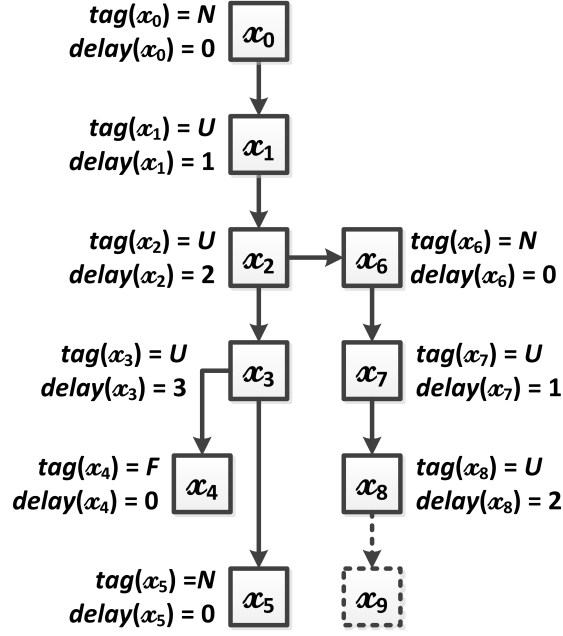 tag(x₀) = N
delay(x₀) = 0
x₀
tag(x₁) = U
delay(x₁) = 1
x₁
tag(x₂) = U
delay(x₂) = 2
x₂
x₆
tag(x₆) = N
delay(x₆) = 0
tag(x₃) = U
delay(x₃) = 3
x₃
x₇
tag(x₇) = U
delay(x₇) = 1
tag(x₄) = F
delay(x₄) = 0
x₄
x₈
tag(x₈) = U
delay(x₈) = 2
tag(x₅) =N
delay(x₅) = 0
x₅
x₉